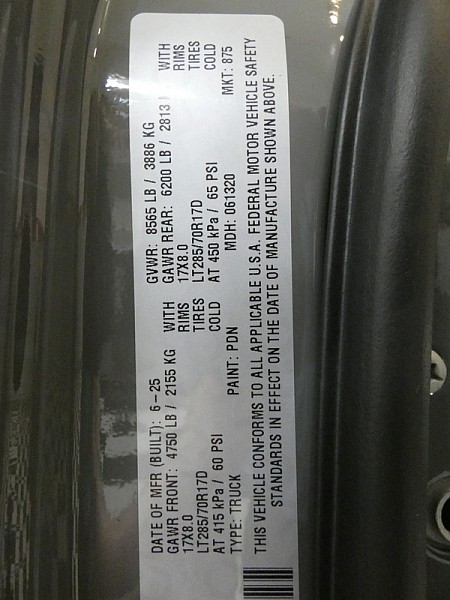 DATE OF MFR (BUILT): 6-25 GVWR: 8565 LB / 3886 KG
GAWR FRONT: 4750 LB / 2155 KG WITH GAWR REAR: 6200 LB / 2813 WITH
17X8.0 RIMS 17X8.0 RIMS
LT285/70R17D TIRES LT285/70R17D TIRES
AT 415 kPa / 60 PSI COLD AT 450 kPa / 65 PSI COLD
TYPE: TRUCK PAINT: PDN MDH: 061320 MKT: 875
THIS VEHICLE CONFORMS TO ALL APPLICABLE U.S.A. FEDERAL MOTOR VEHICLE SAFETY
STANDARDS IN EFFECT ON THE DATE OF MANUFACTURE SHOWN ABOVE.